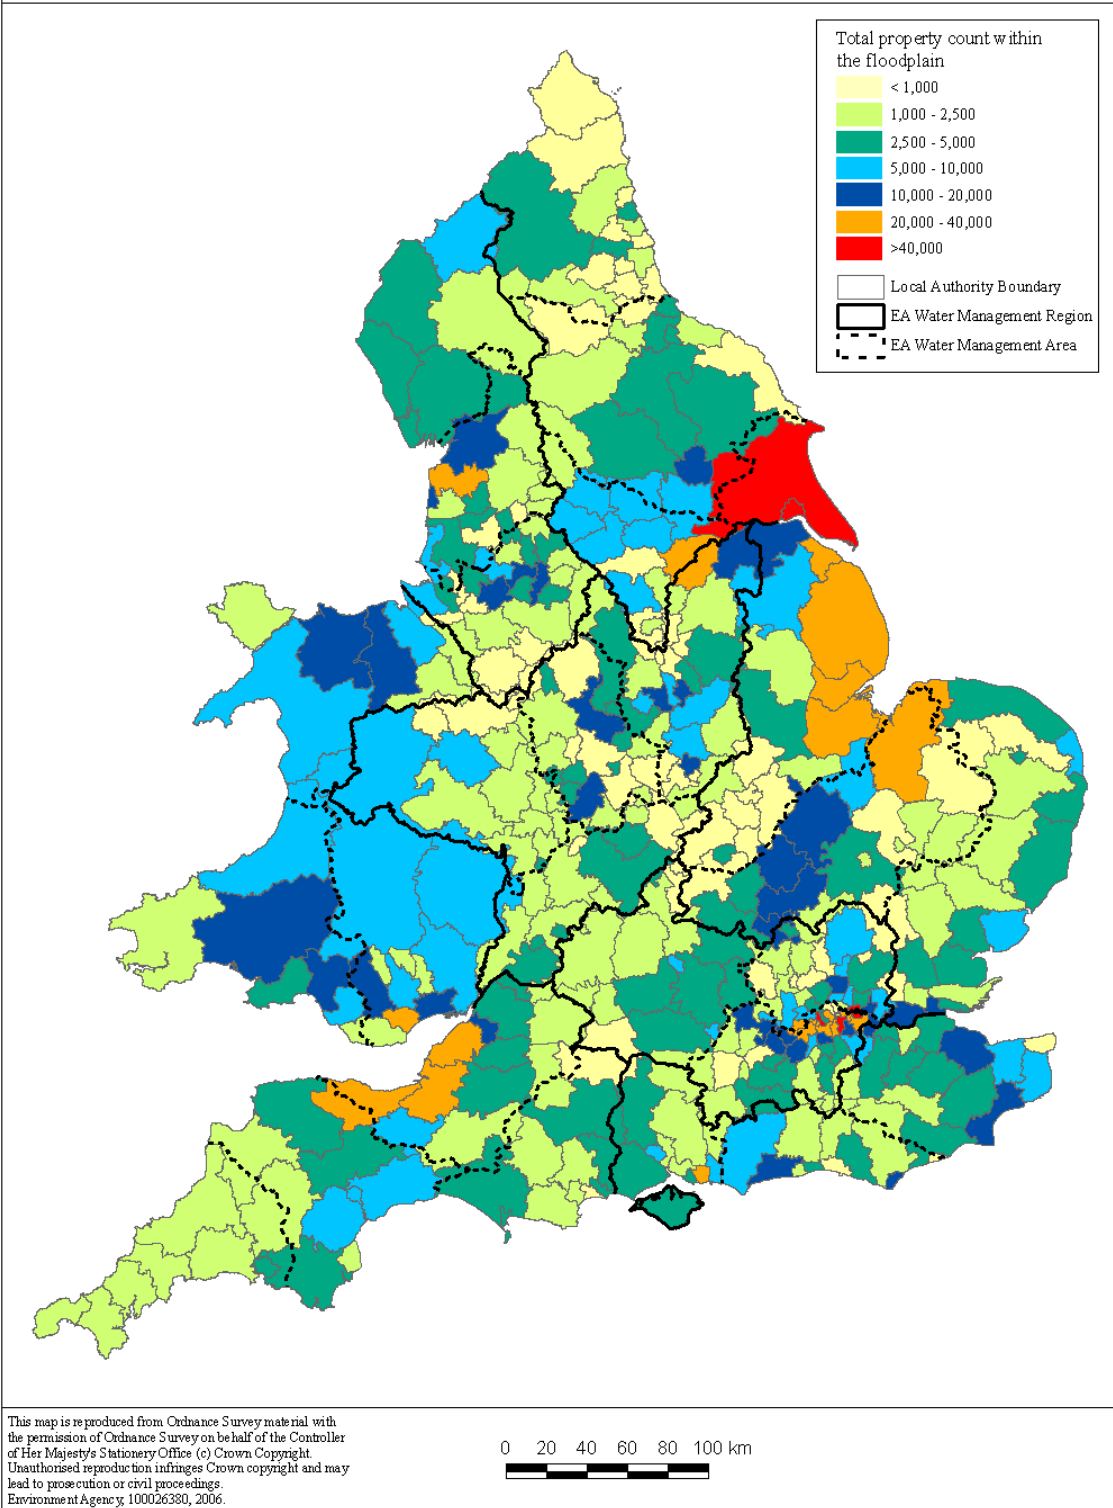 Total property count within
the floodplain
< 1,000
1,000 - 2,500
2,500 - 5,000
5,000 - 10,000
10,000 - 20,000
20,000 - 40,000
>40,000
Local Authority Boundary
EA Water Management Region
EA Water Management Area
This map is reproduced from Ordnance Survey material with
the permission of Ordnance Survey on behalf of the Controller
of Her Majesty's Stationery Office (c) Crown Copyright.
Unauthorised reproduction infringes Crown copyright and may
lead to prosecution or civil proceedings.
Environment Agency, 100026380, 2006.
0 20 40 60 80 100 km